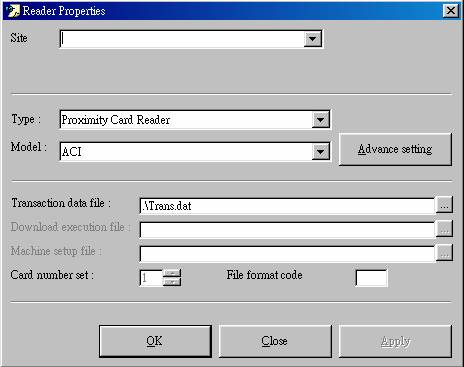 Reader Properties
Site
Type : Proximity Card Reader
Model : ACI Advance setting
Transaction data file : .\Trans.dat ...
Download execution file : ...
Machine setup file : ...
Card number set : 1 File format code
OK Close Apply